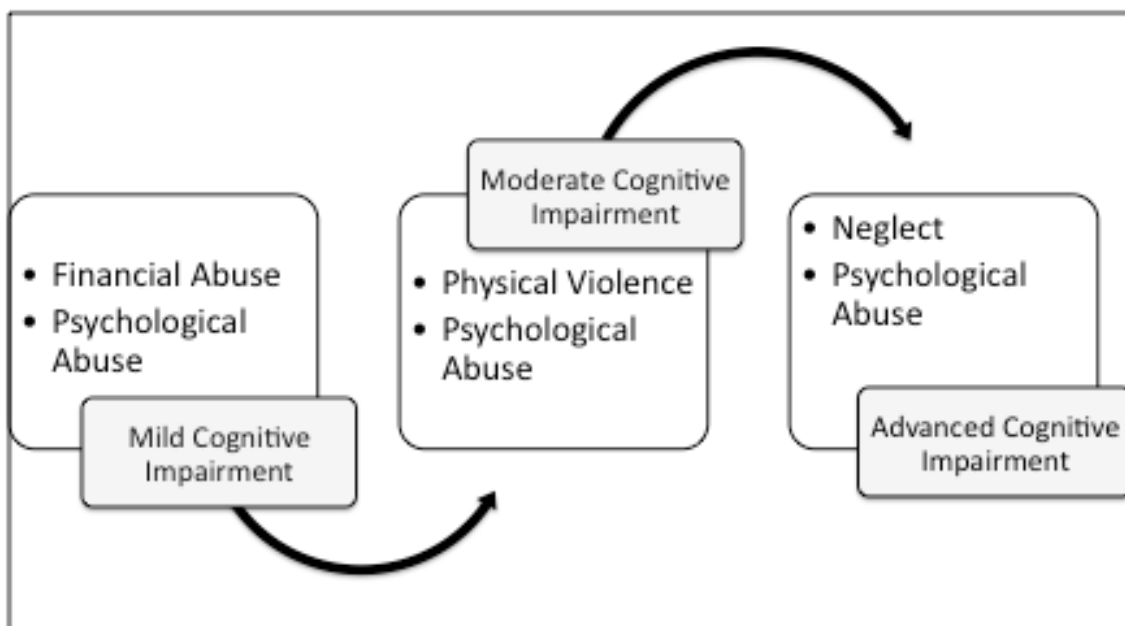 • Financial Abuse
• Psychological
Abuse
Mild Cognitive
Impairment
Moderate Cognitive
Impairment
• Physical Violence
• Psychological
Abuse
• Neglect
• Psychological
Abuse
Advanced Cognitive
Impairment